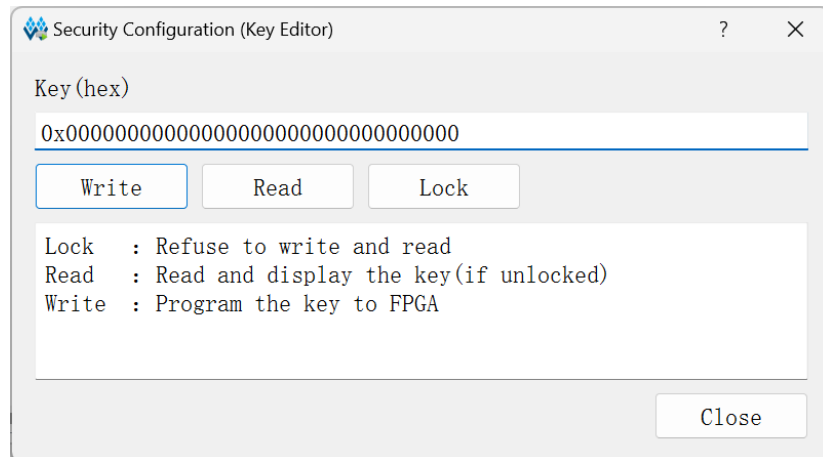 Security Configuration (Key Editor)
?
Key(hex)
0x00000000000000000000000000000000
Write Read Lock
Lock : Refuse to write and read
Read : Read and display the key(if unlocked)
Write : Program the key to FPGA
Close